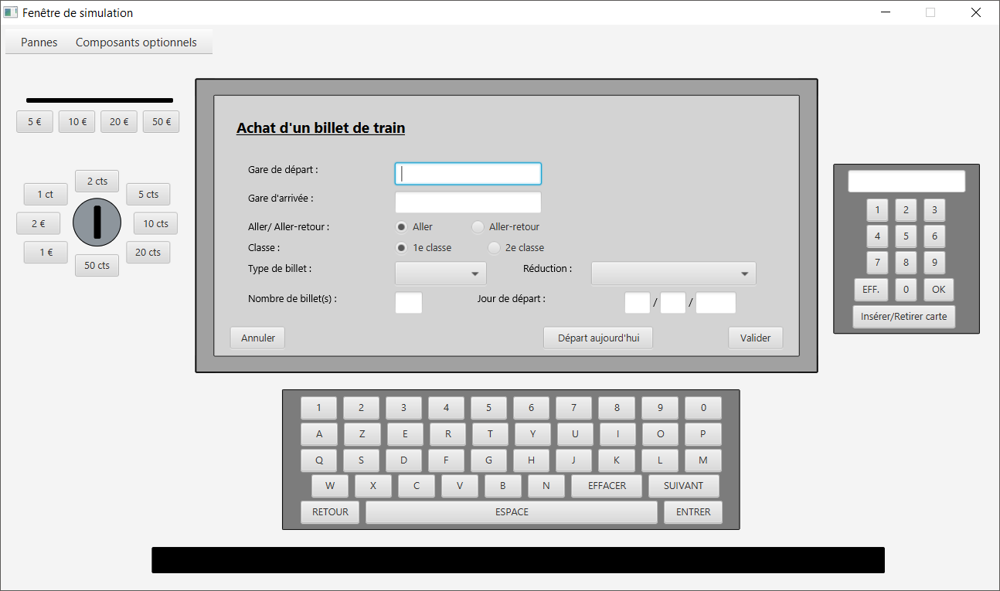 Fenêtre de simulation
Pannes Composants optionnels
5 € 10 € 20 € 50 €
2 cts
1 ct 5 cts
2 € 10 cts
1 € 20 cts
50 cts
Achat d'un billet de train
Gare de départ :
Gare d'arrivée :
Aller/ Aller-retour : Aller Aller-retour
Classe : 1e classe 2e classe
Type de billet : Réduction :
Nombre de billet(s) : Jour de départ : / /
Annuler Départ aujourd'hui Valider
1 2 3
4 5 6
7 8 9
EFF. 0 OK
Insérer/Retirer carte
1 2 3 4 5 6 7 8 9 0
A Z E R T Y U I O P
Q S D F G H J K L M
W X C V B N EFFACER SUIVANT
RETOUR ESPACE ENTRER